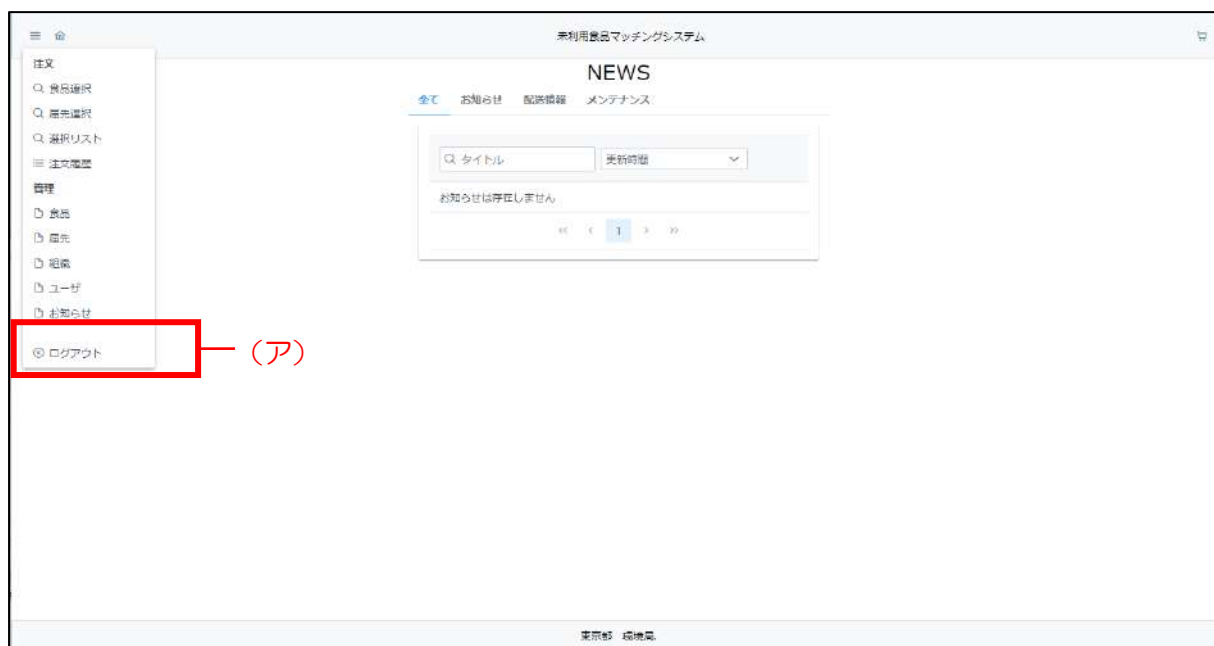 未利用食品マッチングシステム
注文
食品選択
届先選択
選択リスト
注文履歴
管理
食品
届先
組織
ユーザ
お知らせ
ログアウト
（ア）
NEWS
全て お知らせ 配送情報 メンテナンス
タイトル 更新時間
お知らせは存在しません
<< < 1 > >>
東京都 環境局.